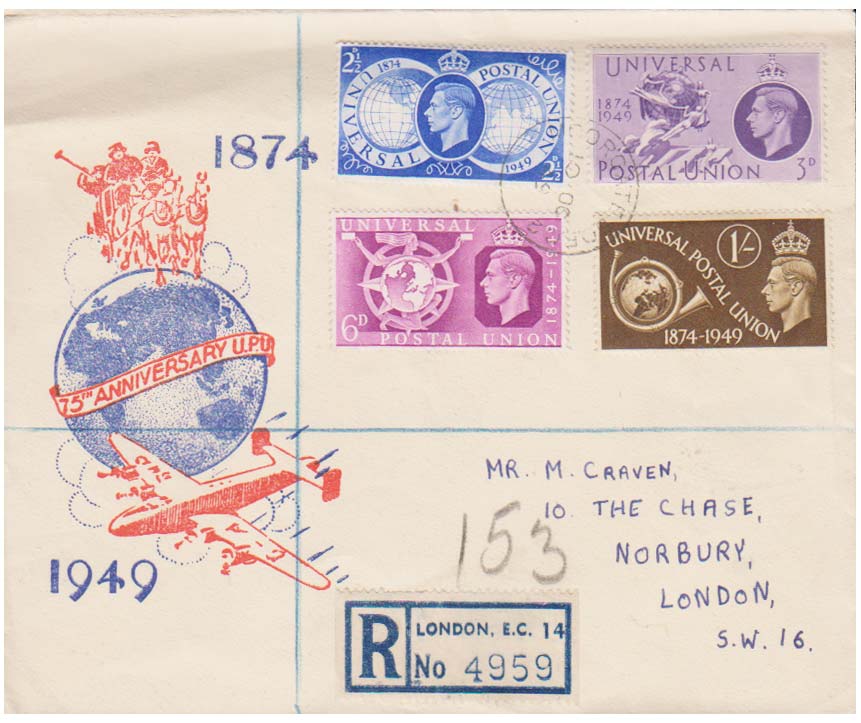 1874
75TH ANNIVERSARY U.P.U
1949
2½D
1874
UNIVERSAL
POSTAL UNION
1949
2½D
UNIVERSAL
1874
1949
POSTAL UNION
3D
UNIVERSAL
1874-1949
6D
POSTAL UNION
UNIVERSAL POSTAL UNION
1/-
1874-1949
MR. M. CRAVEN,
10. THE CHASE,
NORBURY,
LONDON,
S.W. 16.
153
R
LONDON, E.C. 14
No 4959